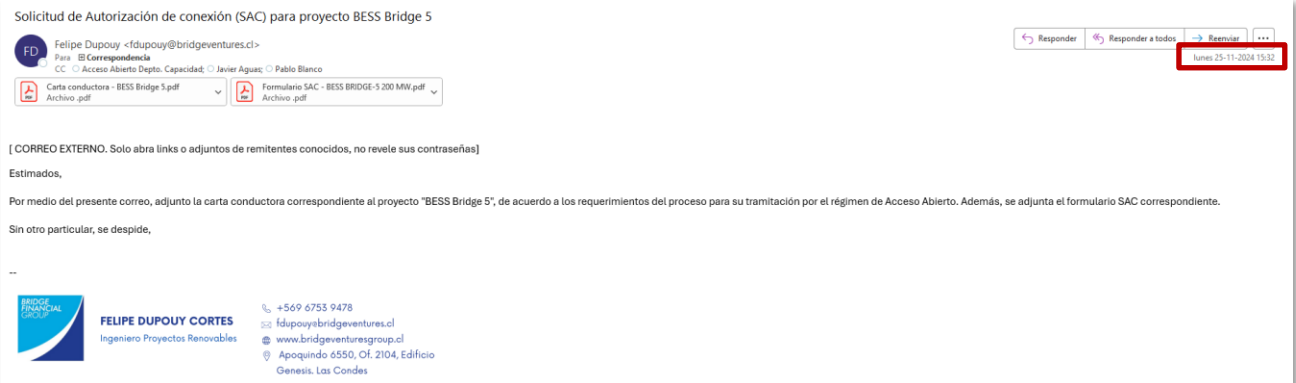 Solicitud de Autorización de conexión (SAC) para proyecto BESS Bridge 5
FD
Felipe Dupouy <fdupouy@bridgeventures.cl>
Para Correspondencia
CC Acceso Abierto Depto. Capacidad; Javier Aguas; Pablo Blanco
Responder
Responder a todos
Reenviar
lunes 25-11-2024 15:32
Carta conductora - BESS Bridge 5.pdf
Archivo .pdf
Formulario SAC - BESS BRIDGE-5 200 MW.pdf
Archivo .pdf
[ CORREO EXTERNO. Solo abra links o adjuntos de remitentes conocidos, no revele sus contraseñas]
Estimados,
Por medio del presente correo, adjunto la carta conductora correspondiente al proyecto "BESS Bridge 5", de acuerdo a los requerimientos del proceso para su tramitación por el régimen de Acceso Abierto. Además, se adjunta el formulario SAC correspondiente.
Sin otro particular, se despide,
--
BRIDGE
FINANCIAL
GROUP
FELIPE DUPOUY CORTES
Ingeniero Proyectos Renovables
+569 6753 9478
fdupouy@bridgeventures.cl
www.bridgeventuresgroup.cl
Apoquindo 6550, Of. 2104, Edificio
Genesis. Las Condes